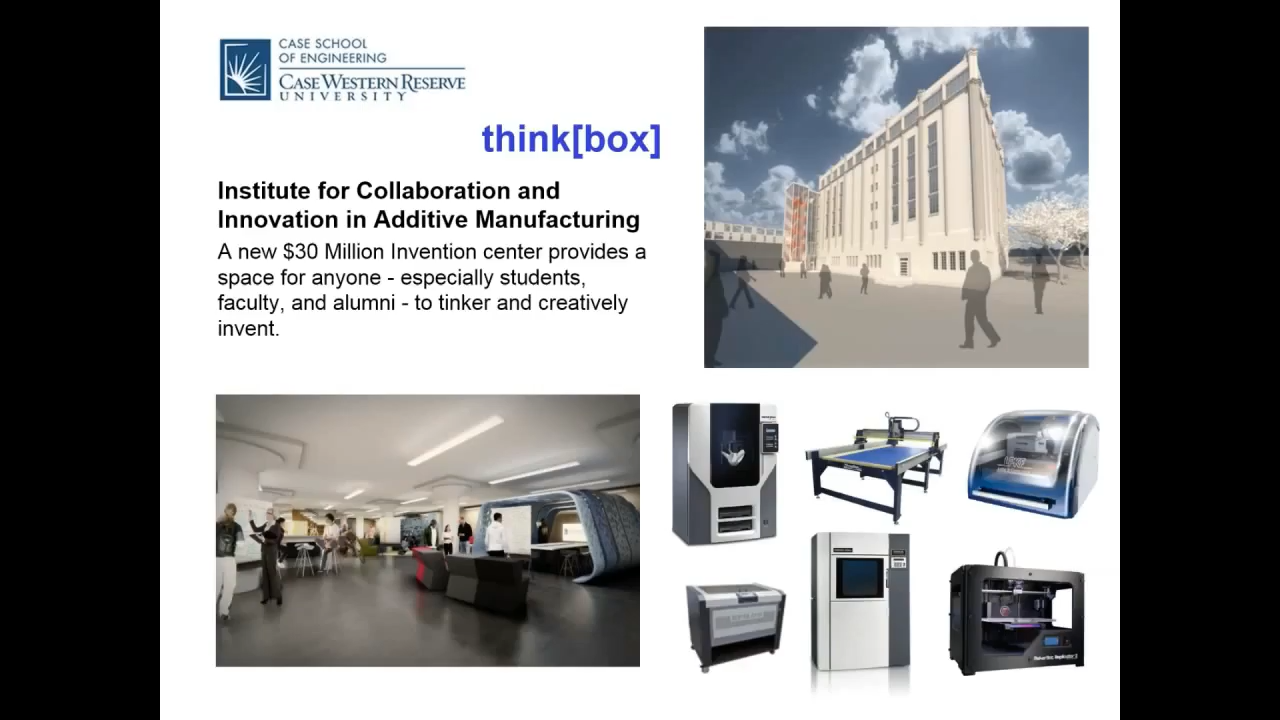 CASE SCHOOL
OF ENGINEERING
CASE WESTERN RESERVE
UNIVERSITY
think[box]
Institute for Collaboration and
Innovation in Additive Manufacturing
A new $30 Million Invention center provides a
space for anyone - especially students,
faculty, and alumni - to tinker and creatively
invent.